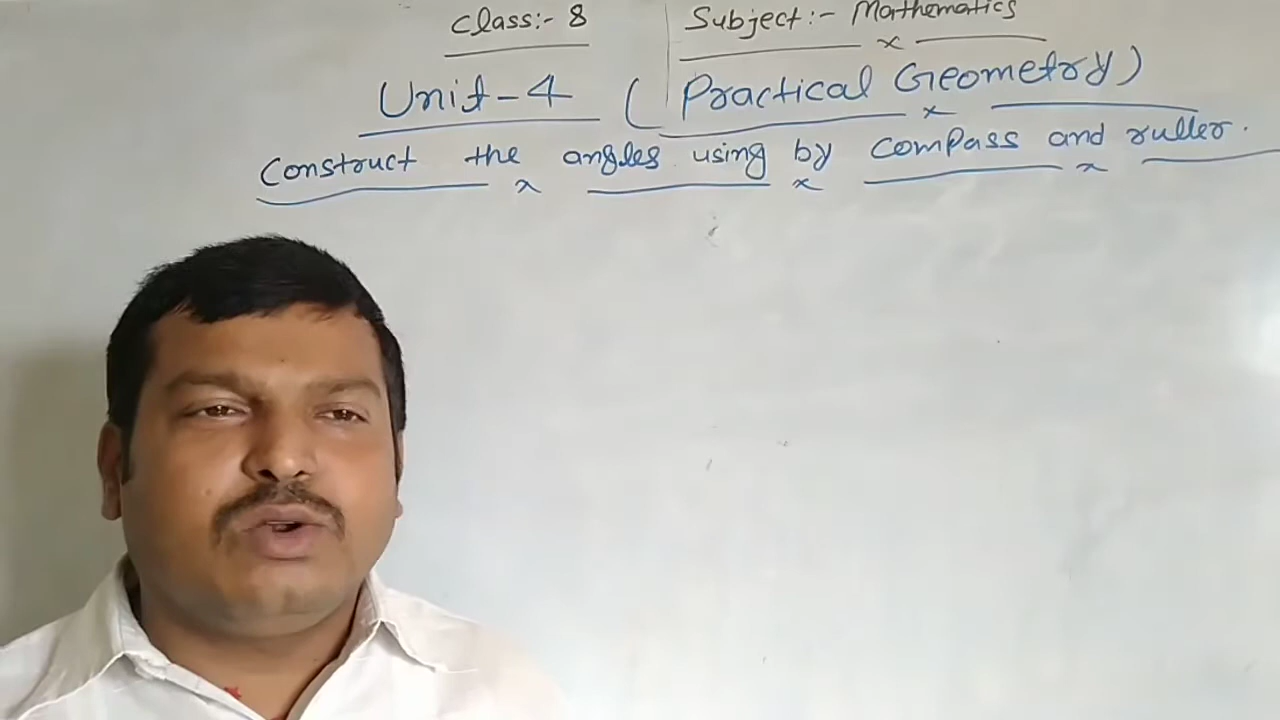 Class:- 8 Subject:- Mathematics
Unit-4 (Practical Geometry)
Construct the angles using by compass and ruller.